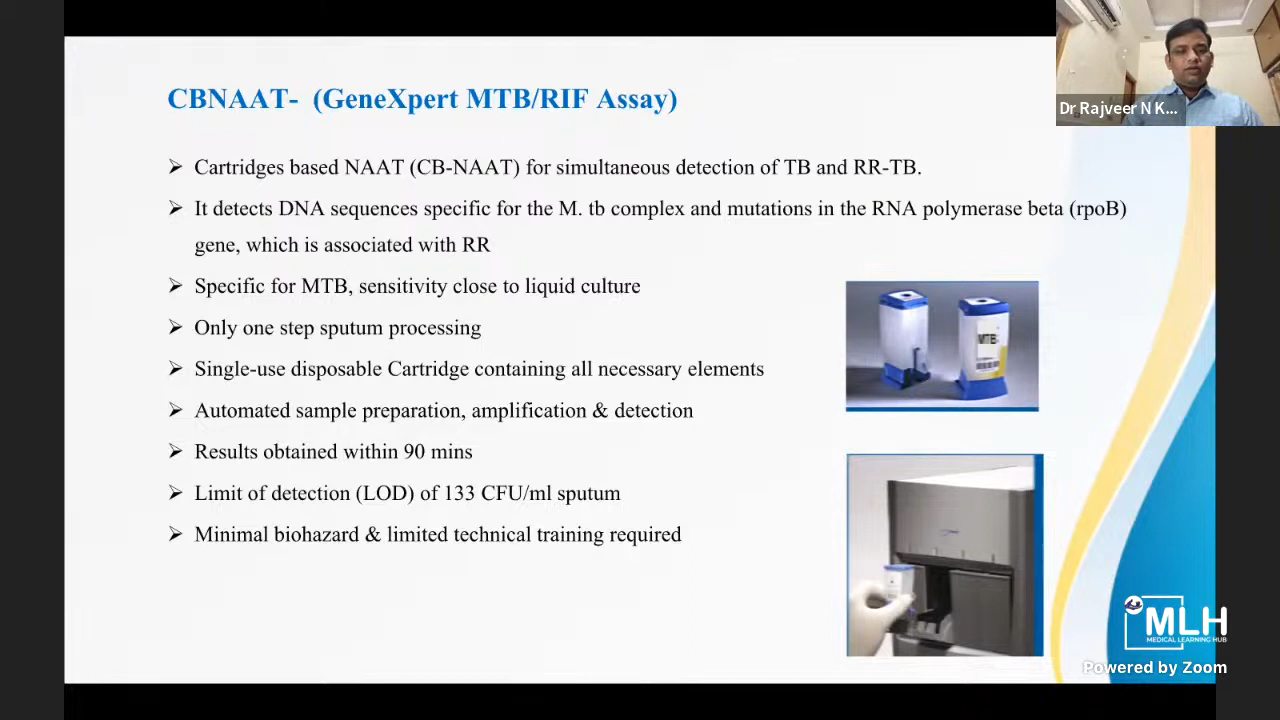 CBNAAT- (GeneXpert MTB/RIF Assay)
Dr Rajveer N K...
➢ Cartridges based NAAT (CB-NAAT) for simultaneous detection of TB and RR-TB.
➢ It detects DNA sequences specific for the M. tb complex and mutations in the RNA polymerase beta (rpoB)
gene, which is associated with RR
➢ Specific for MTB, sensitivity close to liquid culture
➢ Only one step sputum processing
➢ Single-use disposable Cartridge containing all necessary elements
➢ Automated sample preparation, amplification & detection
➢ Results obtained within 90 mins
➢ Limit of detection (LOD) of 133 CFU/ml sputum
➢ Minimal biohazard & limited technical training required
MTB
MLH
MEDICAL LEARNING HUB
Powered by Zoom